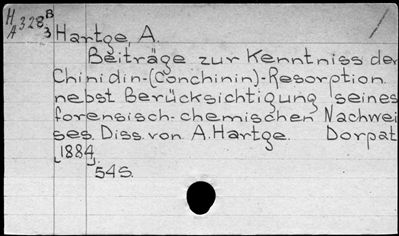 H B
A 328 3
Hartge, A.
Beiträge zur Kenntniss der
Chinidin-(Conchinin)-Resorption
nebst Berücksichtigung seines
forensisch-chemischen Nachwei
ses. Diss. von A. Hartge. Dorpat
1884.
54 S.